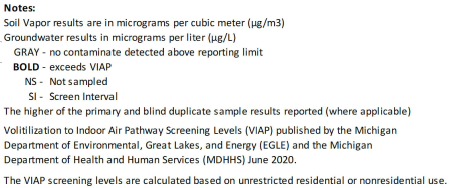 Notes:
Soil Vapor results are in micrograms per cubic meter (µg/m3)
Groundwater results in micrograms per liter (µg/L)
GRAY - no contaminate detected above reporting limit
BOLD - exceeds VIAP
NS - Not sampled
SI - Screen Interval
The higher of the primary and blind duplicate sample results reported (where applicable)
Volitilization to Indoor Air Pathway Screening Levels (VIAP) published by the Michigan
Department of Environmental, Great Lakes, and Energy (EGLE) and the Michigan
Department of Health and Human Services (MDHHS) June 2020.
The VIAP screening levels are calculated based on unrestricted residential or nonresidential use.